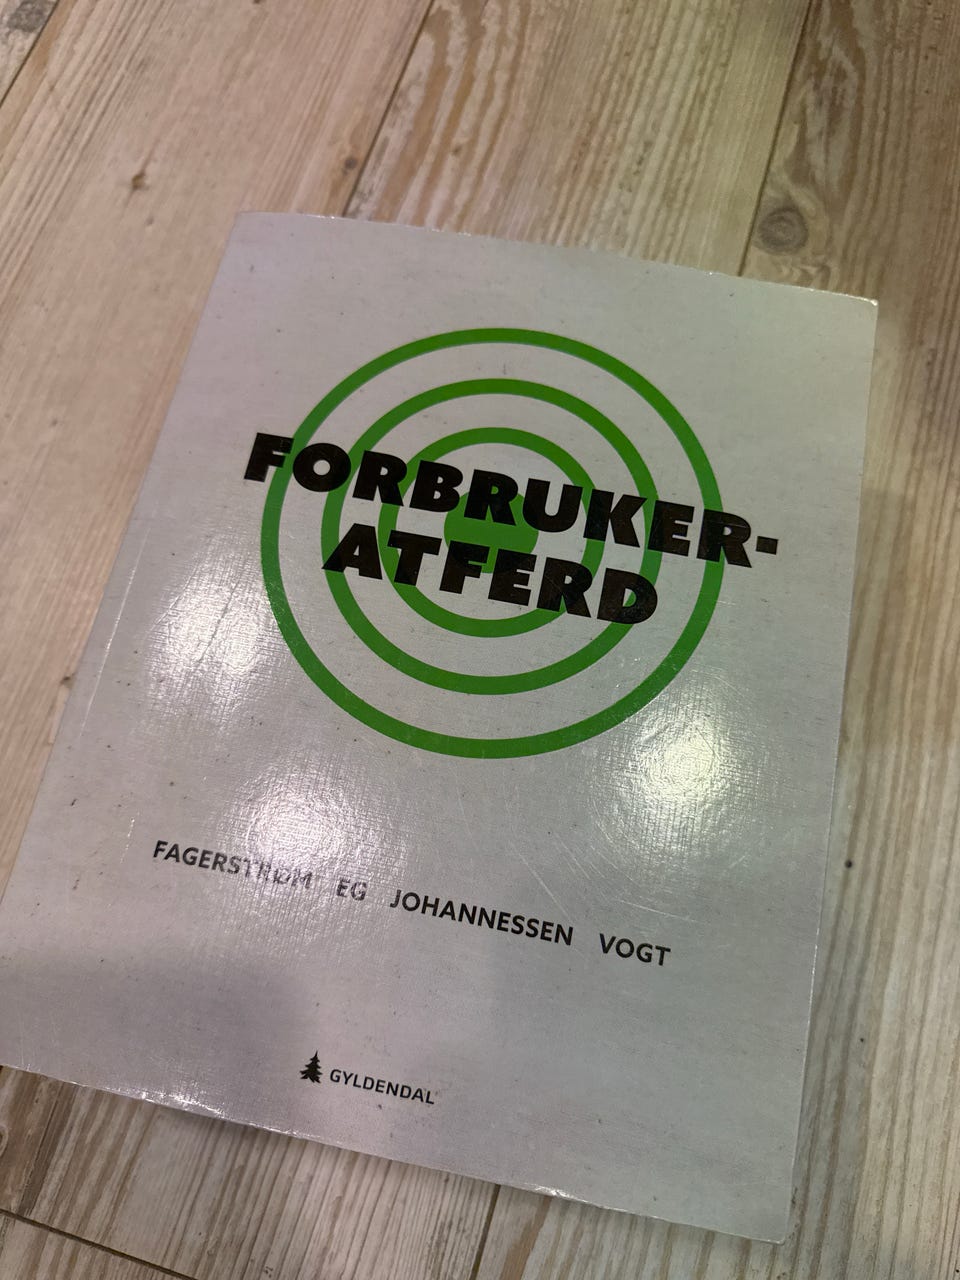 FORBRUKER-
ATFERD
FAGERSTRØM EG JOHANNESSEN VOGT
GYLDENDAL